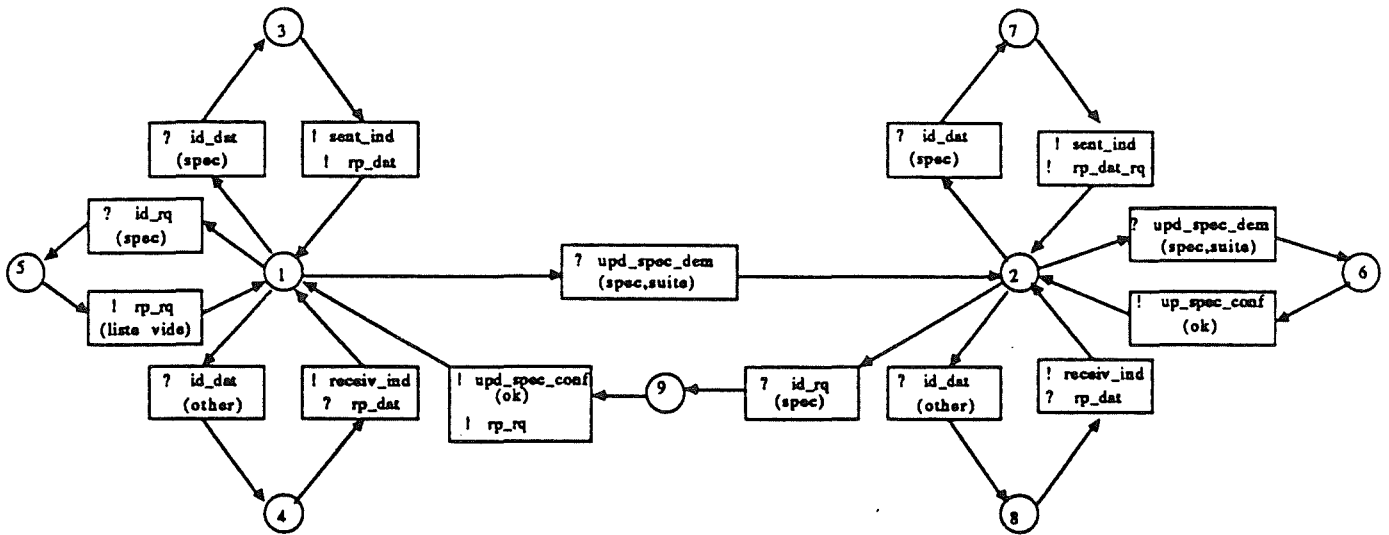 3
7
? id_dat
(spec)
! sent_ind
! rp_dat
? id_dat
(spec)
! sent_ind
! rp_dat_rq
? id_rq
(spec)
? upd_spec_dem
(spec,suite)
5
1
? upd_spec_dem
(spec,suite)
2
6
! rp_rq
(liste vide)
! up_spec_conf
(ok)
? id_dat
(other)
! receiv_ind
? rp_dat
! upd_spec_conf
(ok)
! rp_rq
9
? id_rq
(spec)
? id_dat
(other)
! receiv_ind
? rp_dat
4
8